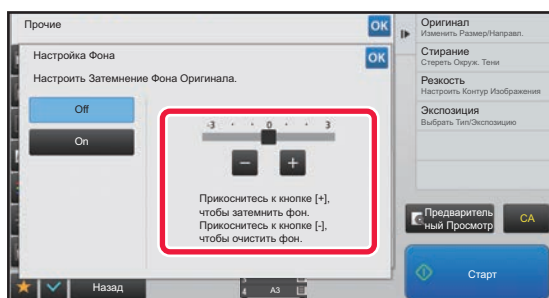 Прочие
OK
Настройка Фона
OK
Настроить Затемнение Фона Оригинала.
Off
On
-3 0 3
Прикоснитесь к кнопке [+],
чтобы затемнить фон.
Прикоснитесь к кнопке [-],
чтобы очистить фон.
Назад
4 A3
Оригинал
Изменить Размер/Направл.
Стирание
Стереть Окруж. Тени
Резкость
Настроить Контур Изображения
Экспозиция
Выбрать Тип/Экспозицию
Предваритель
ный Просмотр
CA
Старт